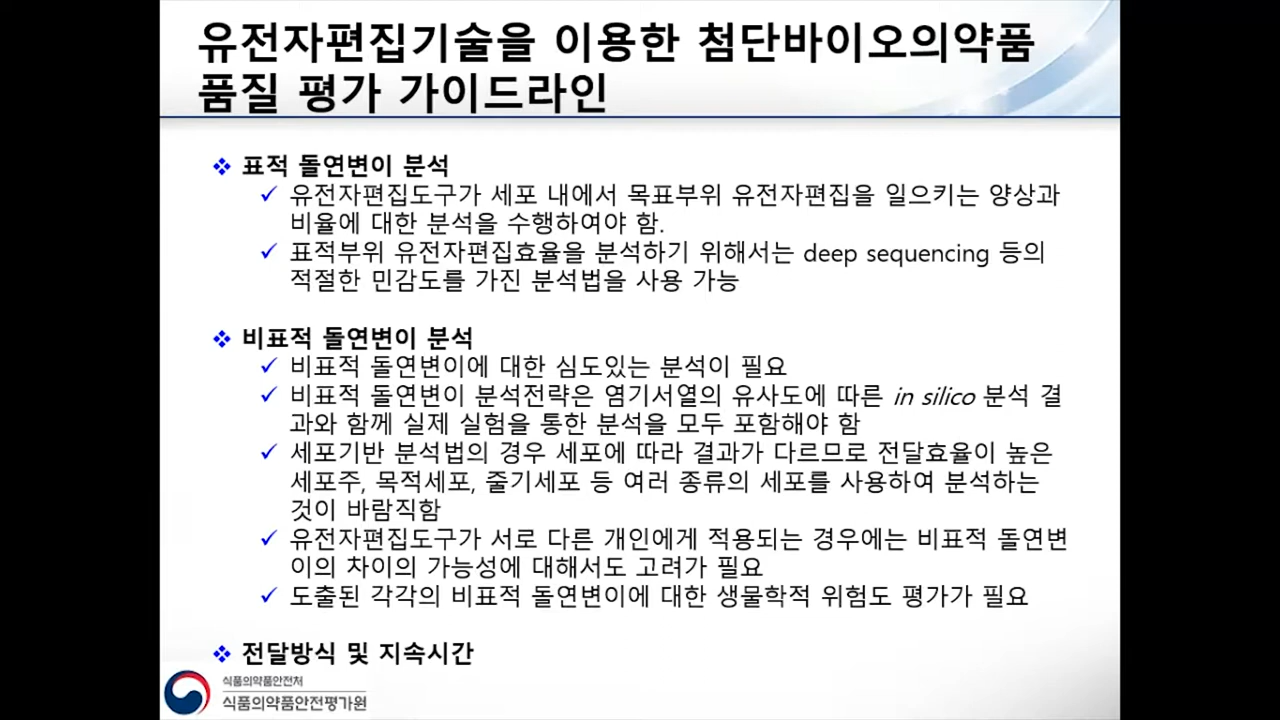 유전자편집기술을 이용한 첨단바이오의약품
품질 평가 가이드라인
표적 돌연변이 분석
유전자편집도구가 세포 내에서 목표부위 유전자편집을 일으키는 양상과
비율에 대한 분석을 수행하여야 함.
표적부위 유전자편집효율을 분석하기 위해서는 deep sequencing 등의
적절한 민감도를 가진 분석법을 사용 가능
비표적 돌연변이 분석
비표적 돌연변이에 대한 심도있는 분석이 필요
비표적 돌연변이 분석전략은 염기서열의 유사도에 따른 in silico 분석 결
과와 함께 실제 실험을 통한 분석을 모두 포함해야 함
세포기반 분석법의 경우 세포에 따라 결과가 다르므로 전달효율이 높은
세포주, 목적세포, 줄기세포 등 여러 종류의 세포를 사용하여 분석하는
것이 바람직함
유전자편집도구가 서로 다른 개인에게 적용되는 경우에는 비표적 돌연변
이의 차이의 가능성에 대해서도 고려가 필요
도출된 각각의 비표적 돌연변이에 대한 생물학적 위험도 평가가 필요
전달방식 및 지속시간
식품의약품안전처
식품의약품안전평가원